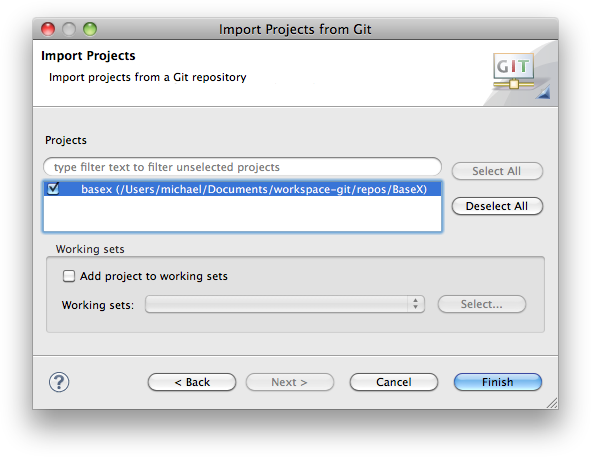 Import Projects from Git
Import Projects
Import projects from a Git repository
GIT
Projects
type filter text to filter unselected projects
Select All
basex (/Users/michael/Documents/workspace-git/repos/BaseX)
Deselect All
Working sets
Add project to working sets
Working sets:
Select...
?
< Back
Next >
Cancel
Finish